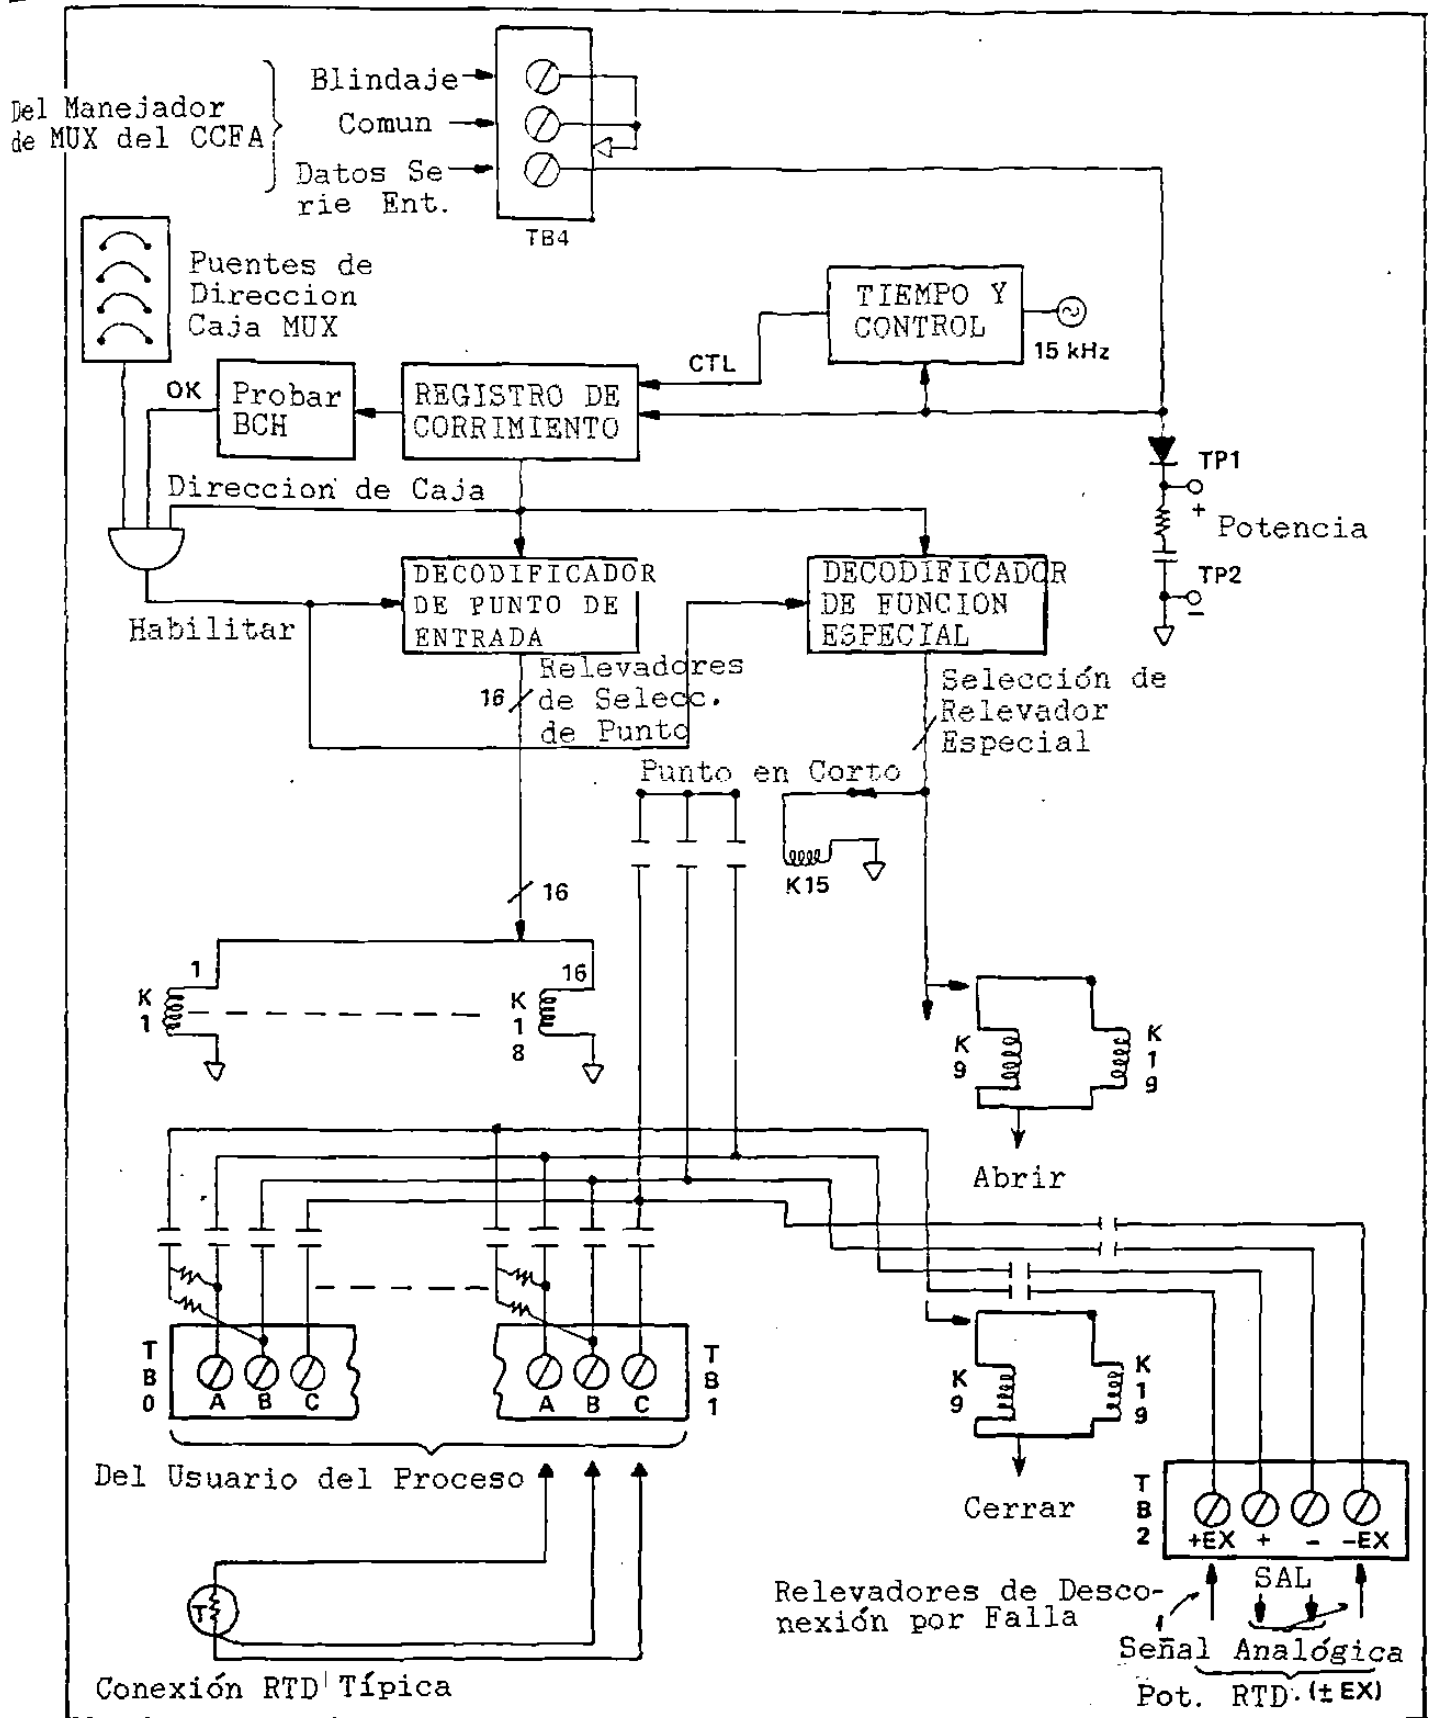 Blindaje
Del Manejador
de MUX del CCFA
Comun
Datos Se
rie Ent.
TB4
Puentes de
Direccion
Caja MUX
TIEMPO Y
CONTROL
15 kHz
CTL
OK
Probar
BCH
REGISTRO DE
CORRIMIENTO
TP1
+
Potencia
TP2
−
Direccion de Caja
DECODIFICADOR
DE PUNTO DE
ENTRADA
DECODIFICADOR
DE FUNCION
ESPECIAL
Habilitar
16
Relevadores
de Selecc.
de Punto
Selección de
Relevador
Especial
Punto en Corto
K15
16
1
K
1
16
K
1
8
K
9
K
1
9
Abrir
T
B
0
A B C
A B C
T
B
1
K
9
K
1
9
Del Usuario del Proceso
Cerrar
T
B
2
+EX + - -EX
SAL
Relevadores de Desco-
nexión por Falla
T
Señal Analógica
Conexión RTD Típica
Pot. RTD. (± EX)